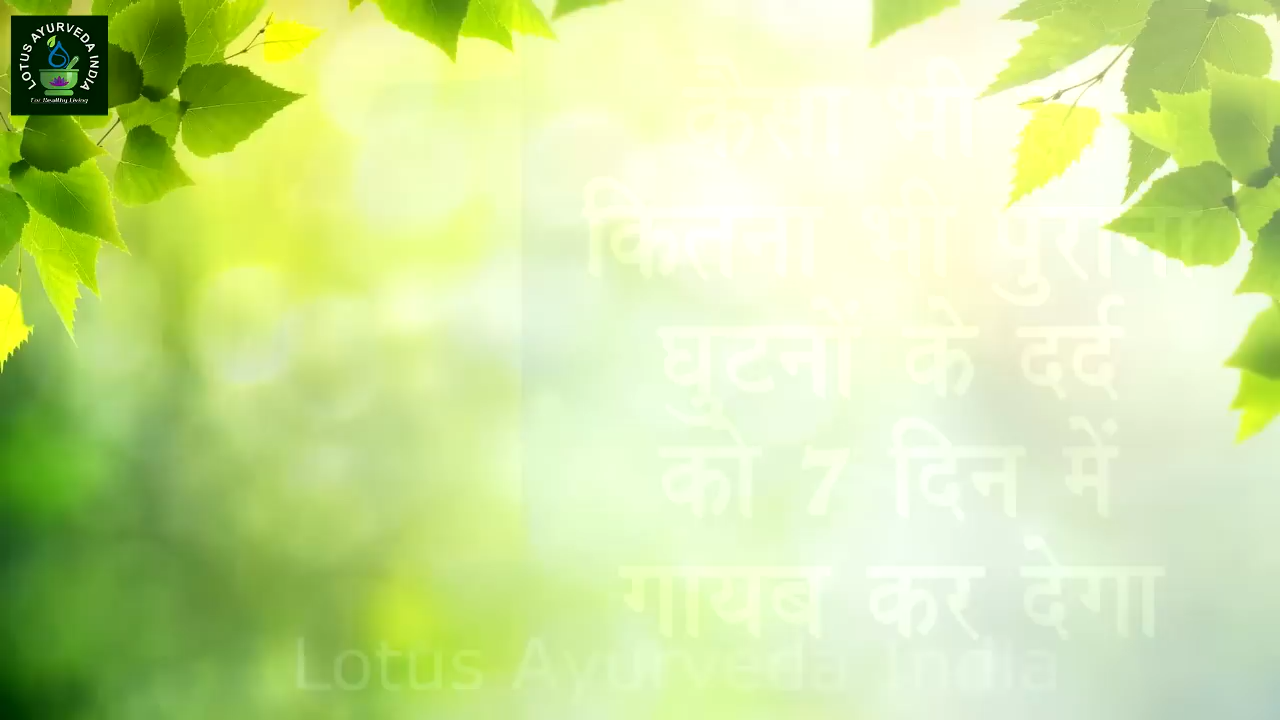 LOTUS AYURVEDA INDIA
For Healthy Living
कैसा भी
कितना भी पुराना
घुटनों के दर्द
को 7 दिन में
गायब कर देगा
Lotus Ayurveda India